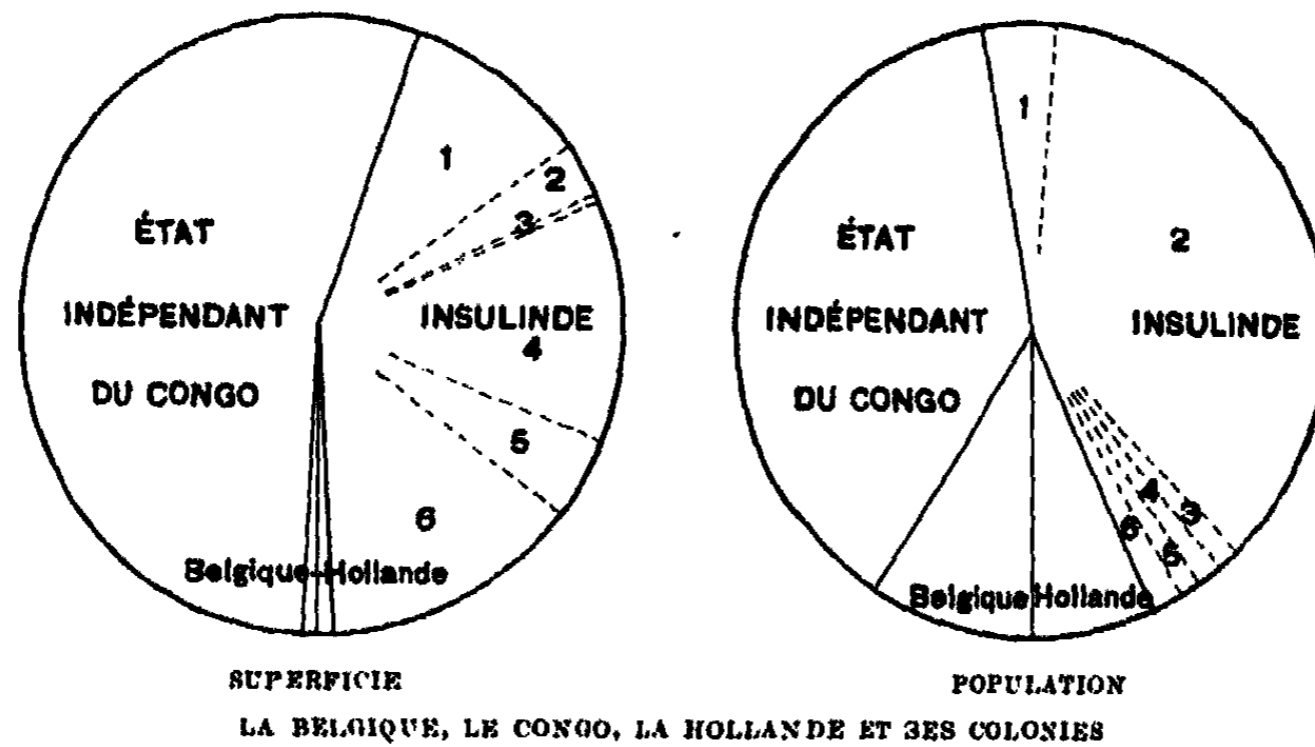 1
2
3
ÉTAT
INDÉPENDANT
DU CONGO
INSULINDE
4
5
6
Belgique-Hollande
SUPERFICIE
1
ÉTAT
INDÉPENDANT
DU CONGO
2
INSULINDE
3
4
5
6
Belgique Hollande
POPULATION
LA BELGIQUE, LE CONGO, LA HOLLANDE ET SES COLONIES